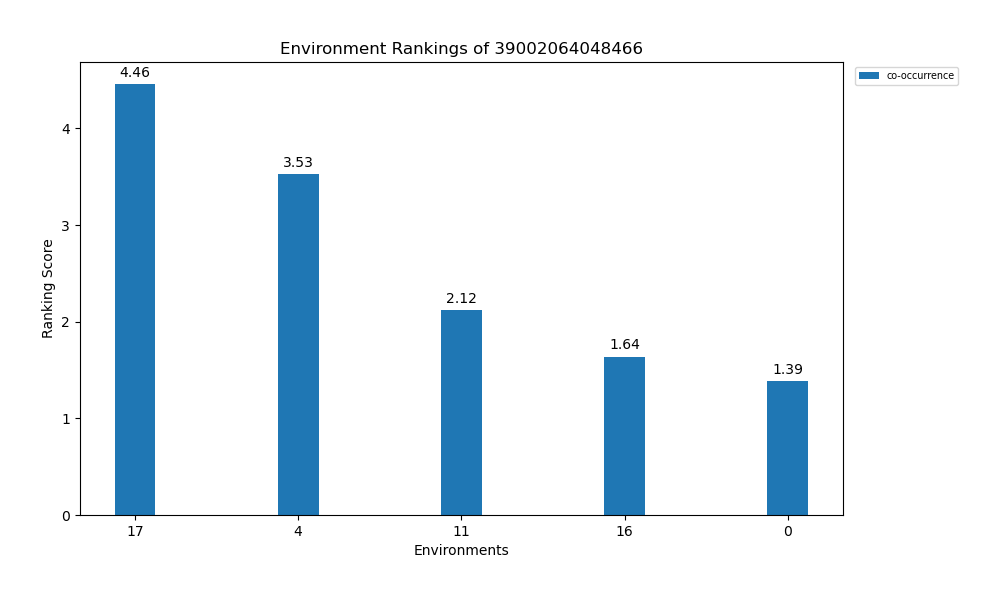 Environment Rankings of 39002064048466
co-occurrence
4.46
3.53
2.12
1.64
1.39
4
3
2
1
0
Ranking Score
17 4 11 16 0
Environments